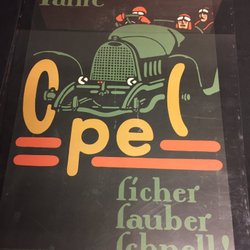 Fahre
Opel
ſicher
ſauber
ſchnell!